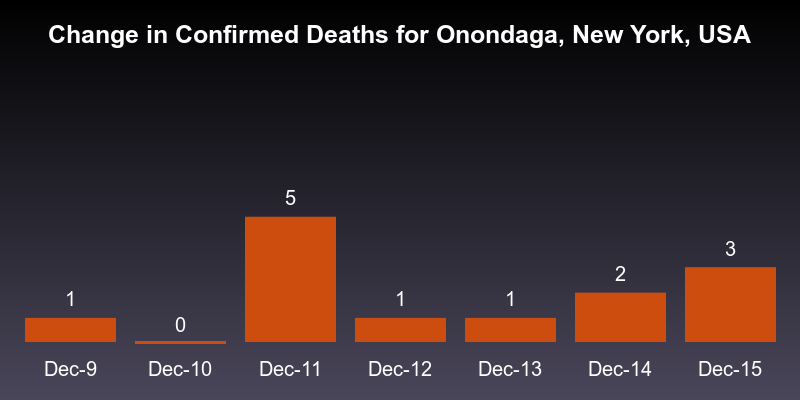 Change in Confirmed Deaths for Onondaga, New York, USA
1
0
5
1
1
2
3
Dec-9
Dec-10
Dec-11
Dec-12
Dec-13
Dec-14
Dec-15